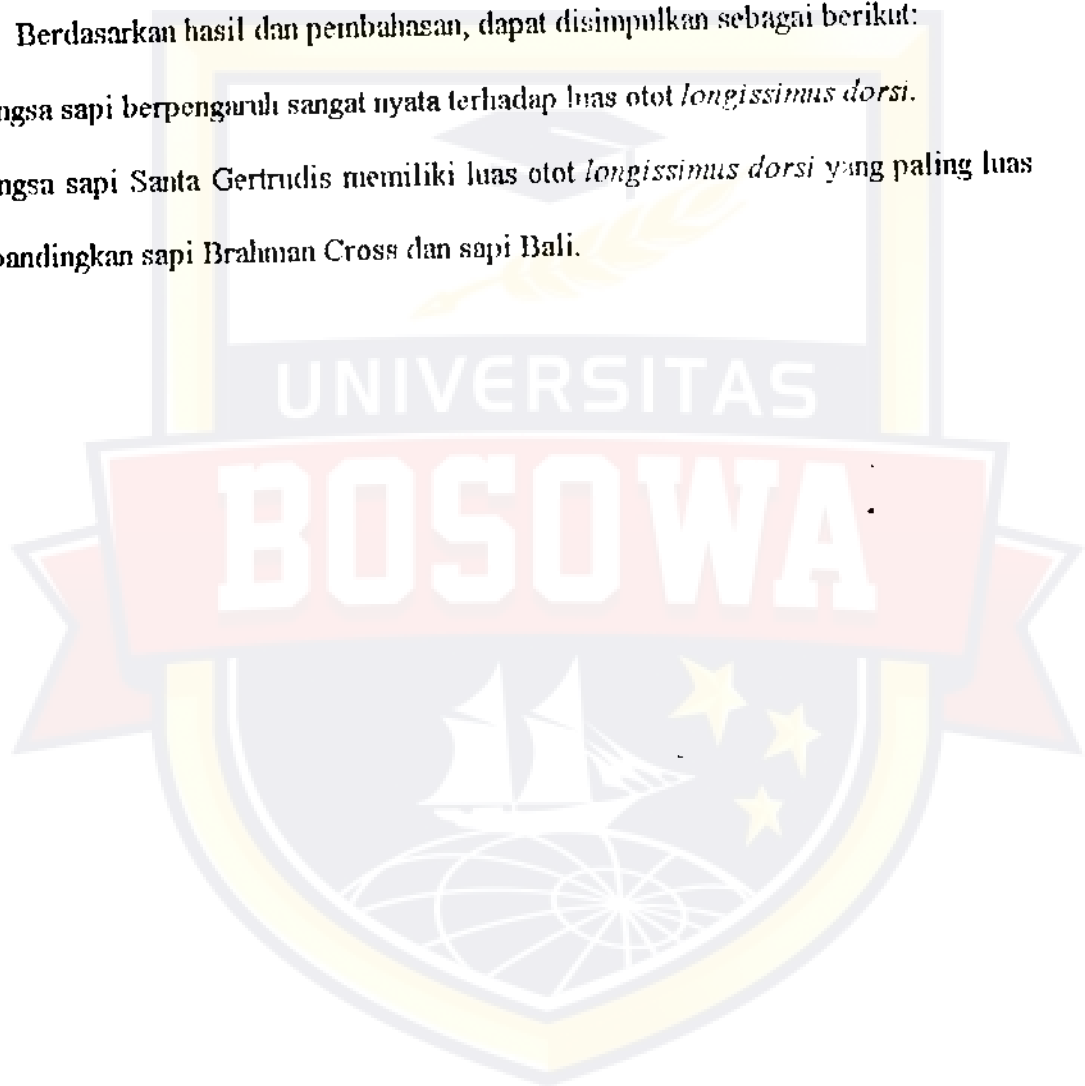 Berdasarkan hasil dan pembahasan, dapat disimpulkan sebagai berikut:
ngsa sapi berpengaruh sangat nyata terhadap luas otot longissimus dorsi.
ngsa sapi Santa Gertrudis memiliki luas otot longissimus dorsi yang paling luas
bandingkan sapi Brahman Cross dan sapi Bali.
UNIVERSITAS
BOSOWA